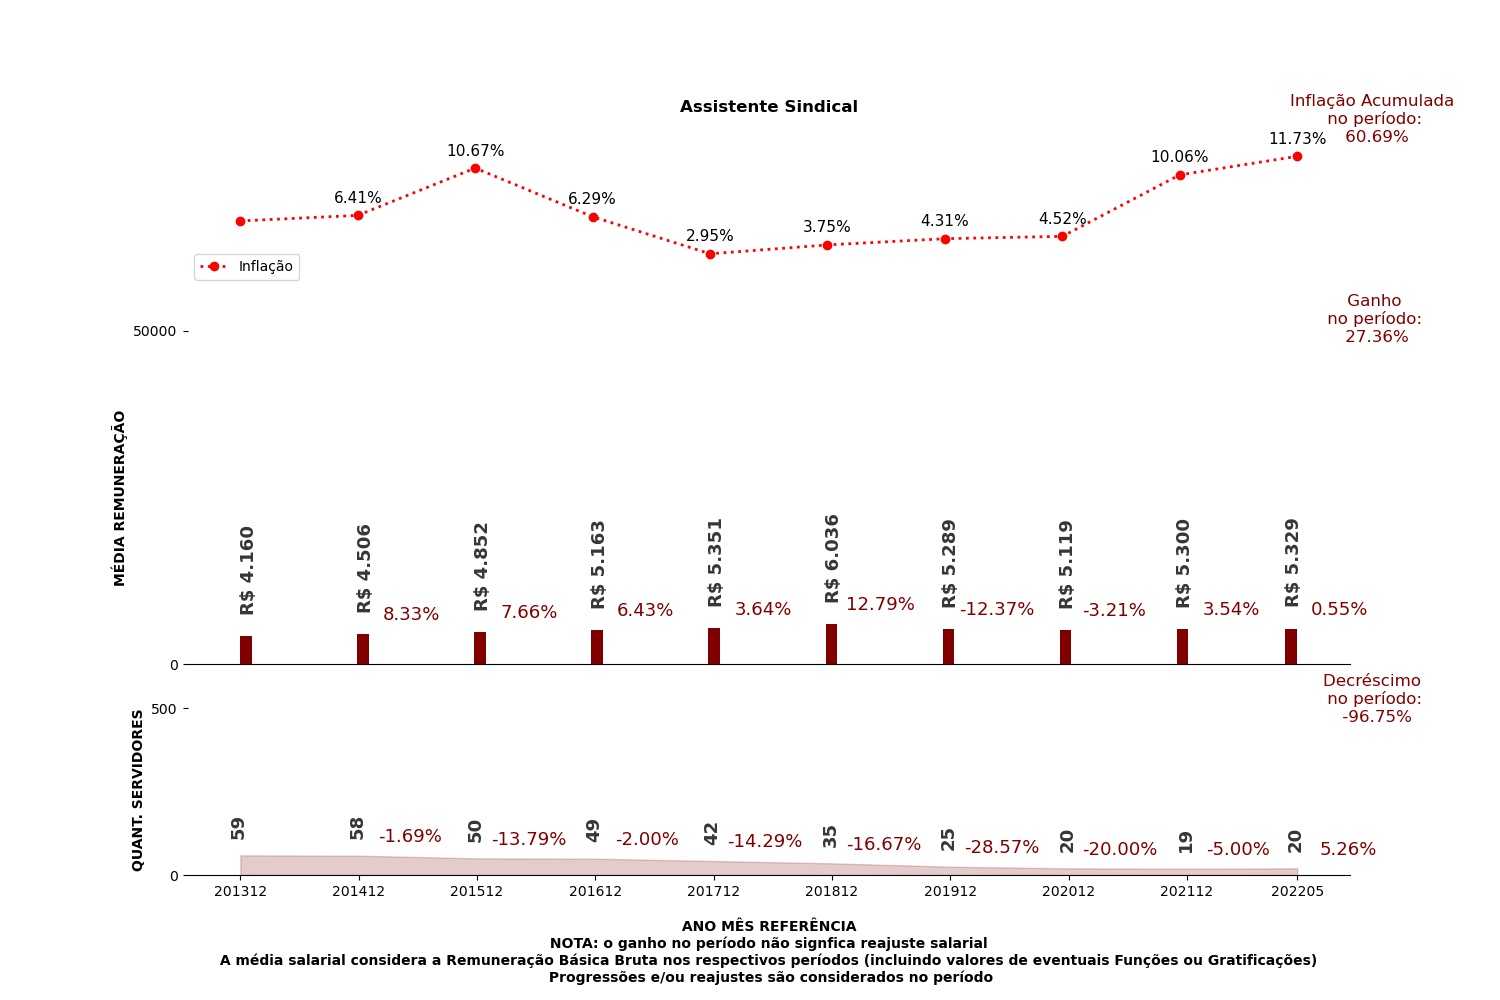 Assistente Sindical
Inflação Acumulada
no período:
60.69%
6.41%
10.67%
6.29%
2.95%
3.75%
4.31%
4.52%
10.06%
11.73%
Inflação
Ganho
no período:
27.36%
50000
0
MÉDIA REMUNERAÇÃO
R$ 4.160
R$ 4.506
R$ 4.852
R$ 5.163
R$ 5.351
R$ 6.036
R$ 5.289
R$ 5.119
R$ 5.300
R$ 5.329
8.33%
7.66%
6.43%
3.64%
12.79%
-12.37%
-3.21%
3.54%
0.55%
Decréscimo
no período:
-96.75%
500
0
QUANT. SERVIDORES
59
58
50
49
42
35
25
20
19
20
-1.69%
-13.79%
-2.00%
-14.29%
-16.67%
-28.57%
-20.00%
-5.00%
5.26%
201312
201412
201512
201612
201712
201812
201912
202012
202112
202205
ANO MÊS REFERÊNCIA
NOTA: o ganho no período não signfica reajuste salarial
A média salarial considera a Remuneração Básica Bruta nos respectivos períodos (incluindo valores de eventuais Funções ou Gratificações)
Progressões e/ou reajustes são considerados no período